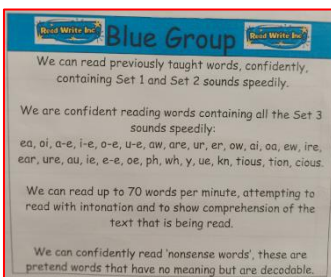 Read Write Inc.
Blue Group
Read Write Inc.
We can read previously taught words, confidently,
containing Set 1 and Set 2 sounds speedily.
We are confident reading words containing all the Set 3
sounds speedily:
ea, oi, a-e, i-e, o-e, u-e, aw, are, ur, er, ow, ai, oa, ew, ire,
ear, ure, au, ie, e-e, oe, ph, wh, y, ue, kn, tious, tion, cious.
We can read up to 70 words per minute, attempting to
read with intonation and to show comprehension of the
text that is being read.
We can confidently read 'nonsense words', these are
pretend words that have no meaning but are decodable.